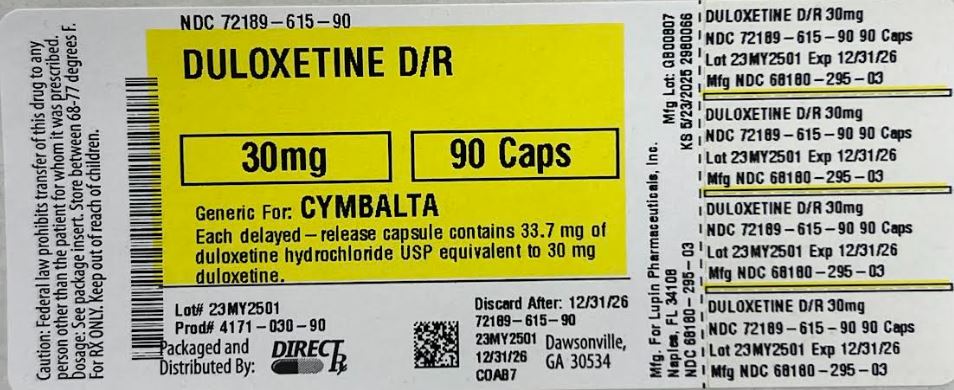 Caution: Federal law prohibits transfer of this drug to any
person other than the patient for whom it was prescribed.
Dosage: See package insert. Store between 68-77 degrees F.
For RX ONLY. Keep out of reach of children.
NDC 72189-615-90
DULOXETINE D/R
30mg
90 Caps
Generic For: CYMBALTA
Each delayed-release capsule contains 33.7 mg of
duloxetine hydrochloride USP equivalent to 30 mg
duloxetine.
Lot# 23MY2501
Prod# 4171-030-90
Packaged and
Distributed By:
DIRECT Rx
Discard After: 12/31/26
72189-615-90
23MY2501
12/31/26
COAB7
Dawsonville,
GA 30534
Mfg. For Lupin Pharmaceuticals, Inc.
Naples, FL 34108
NDC 68180-295-03
Mfg Lot: GB00807
KS 5/23/2025 2980066
DULOXETINE D/R 30mg
NDC 72189-615-90 90 Caps
Lot 23MY2501 Exp 12/31/26
Mfg NDC 68180-295-03
DULOXETINE D/R 30mg
NDC 72189-615-90 90 Caps
Lot 23MY2501 Exp 12/31/26
Mfg NDC 68180-295-03
DULOXETINE D/R 30mg
NDC 72189-615-90 90 Caps
Lot 23MY2501 Exp 12/31/26
Mfg NDC 68180-295-03
DULOXETINE D/R 30mg
NDC 72189-615-90 90 Caps
Lot 23MY2501 Exp 12/31/26
Mfg NDC 68180-295-03